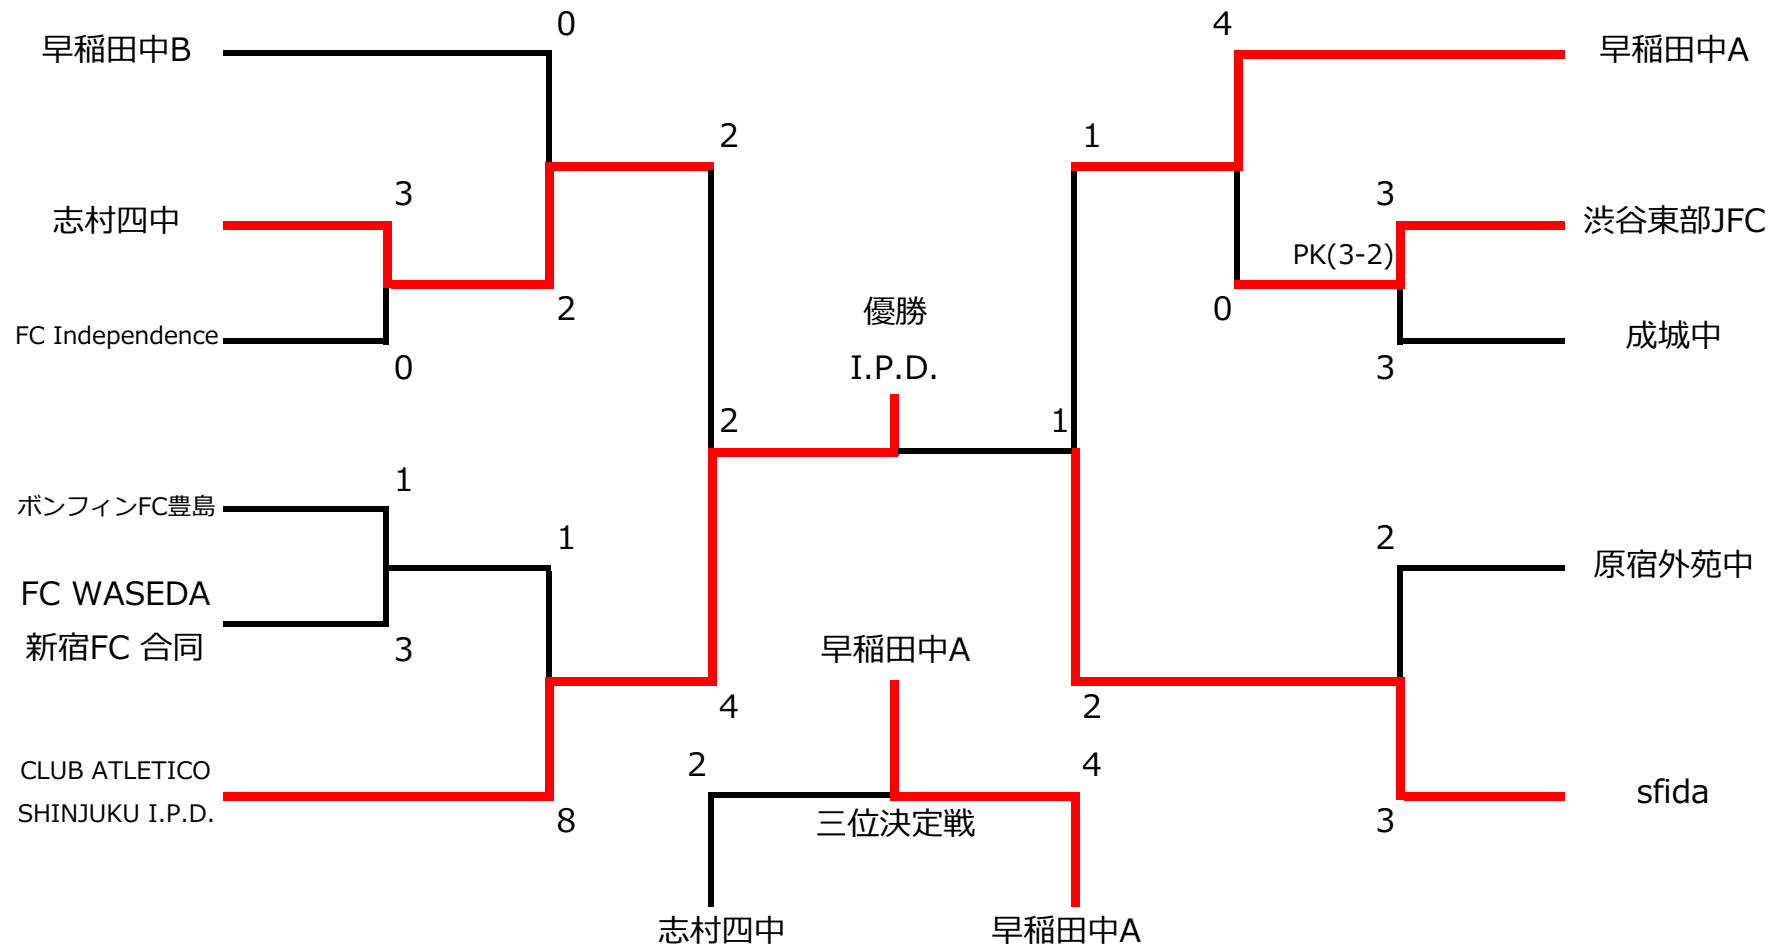 0
4
早稲田中B
早稲田中A
2
1
3
3
志村四中
渋谷東部JFC
PK(3-2)
2
優勝
0
FC Independence
成城中
0
I.P.D.
3
2
1
1
ボンフィンFC豊島
1
2
原宿外苑中
FC WASEDA
新宿FC 合同
3
早稲田中A
4
2
CLUB ATLETICO
SHINJUKU I.P.D.
2
4
sfida
8
三位決定戦
3
志村四中
早稲田中A